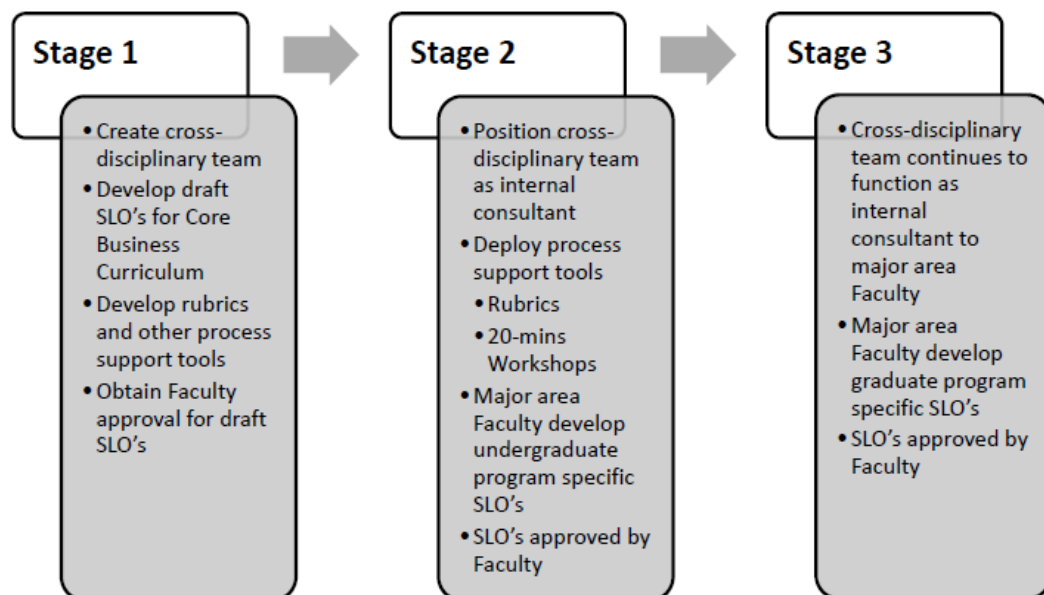 Stage 1
• Create cross-
disciplinary team
• Develop draft
SLO's for Core
Business
Curriculum
• Develop rubrics
and other process
support tools
• Obtain Faculty
approval for draft
SLO's
Stage 2
• Position cross-
disciplinary team
as internal
consultant
• Deploy process
support tools
• Rubrics
• 20-mins
Workshops
• Major area
Faculty develop
undergraduate
program specific
SLO's
• SLO's approved by
Faculty
Stage 3
• Cross-disciplinary
team continues to
function as
internal
consultant to
major area
Faculty
• Major area
Faculty develop
graduate program
specific SLO's
• SLO's approved by
Faculty